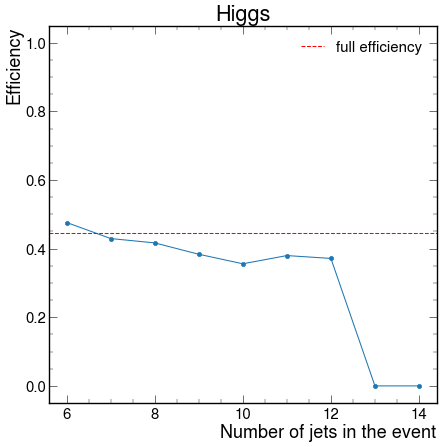 Higgs
full efficiency
Efficiency
1.0
0.8
0.6
0.4
0.2
0.0
6 8 10 12 14
Number of jets in the event